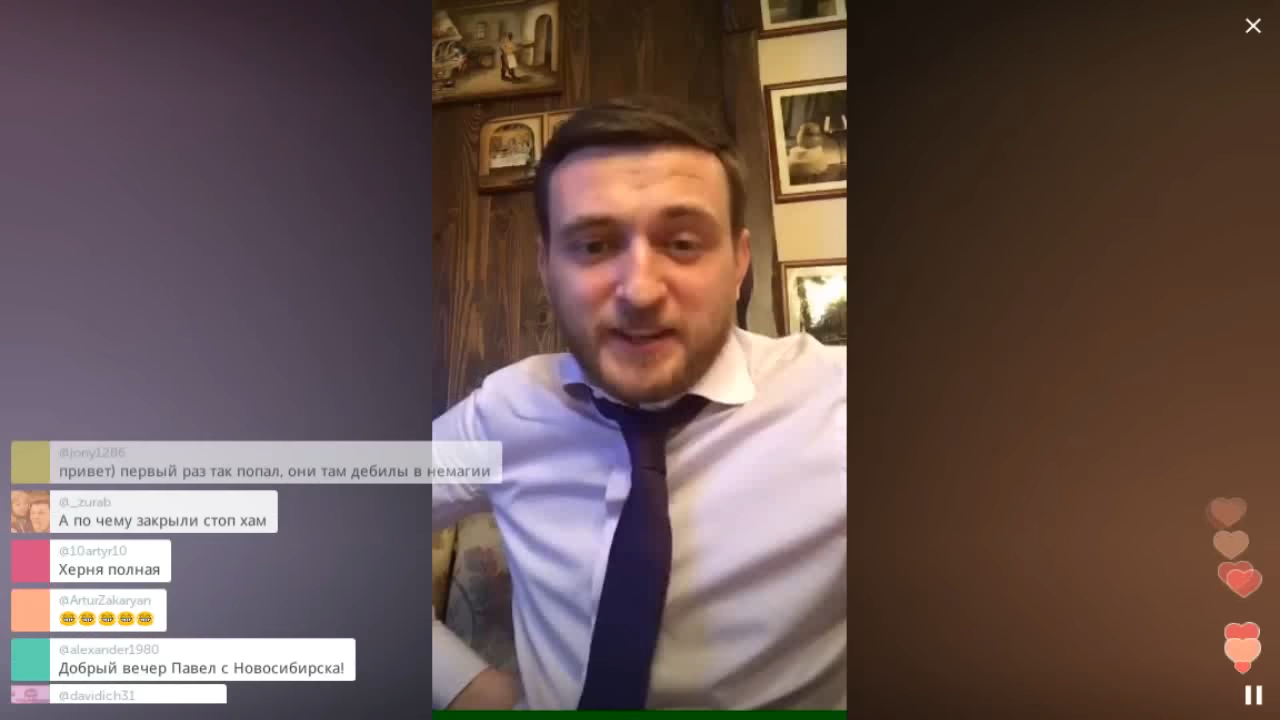 @jony1286
привет) первый раз так попал, они там дебилы в немагии
@_zurab
А по чему закрыли стоп хам
@10artyr10
Херня полная
@ArturZakaryan
😂😂😂😂😂
@alexander1980
Добрый вечер Павел с Новосибирска!
@davidich31